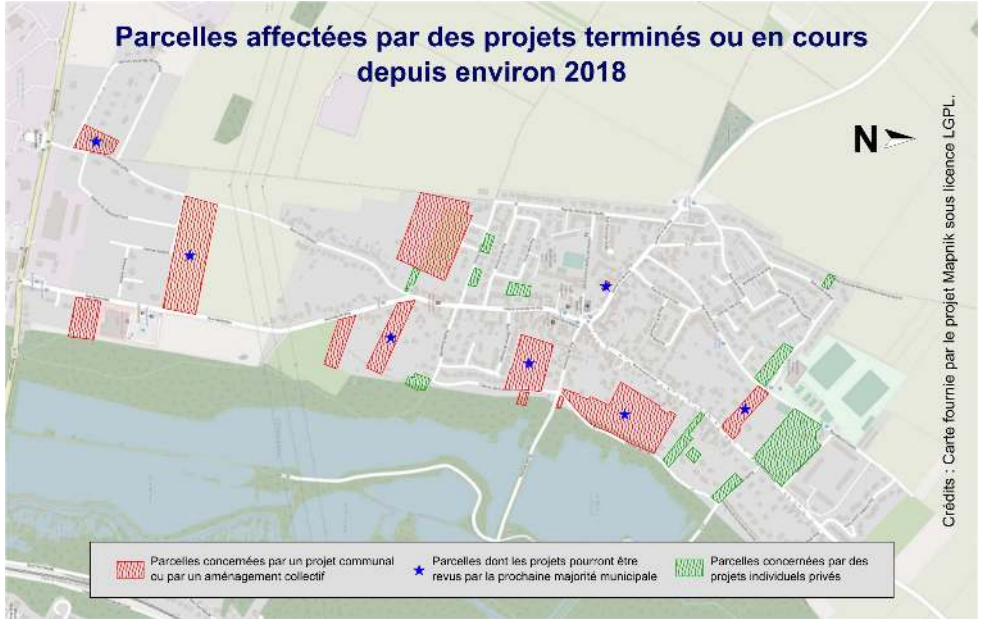 Parcelles affectées par des projets terminés ou en cours
depuis environ 2018
N
Crédits : Carte fournie par le projet Mapnik sous licence LGPL.
Parcelles concernées par un projet communal
ou par un aménagement collectif
Parcelles dont les projets pourront être
revus par la prochaine majorité municipale
Parcelles concernées par des
projets individuels privés